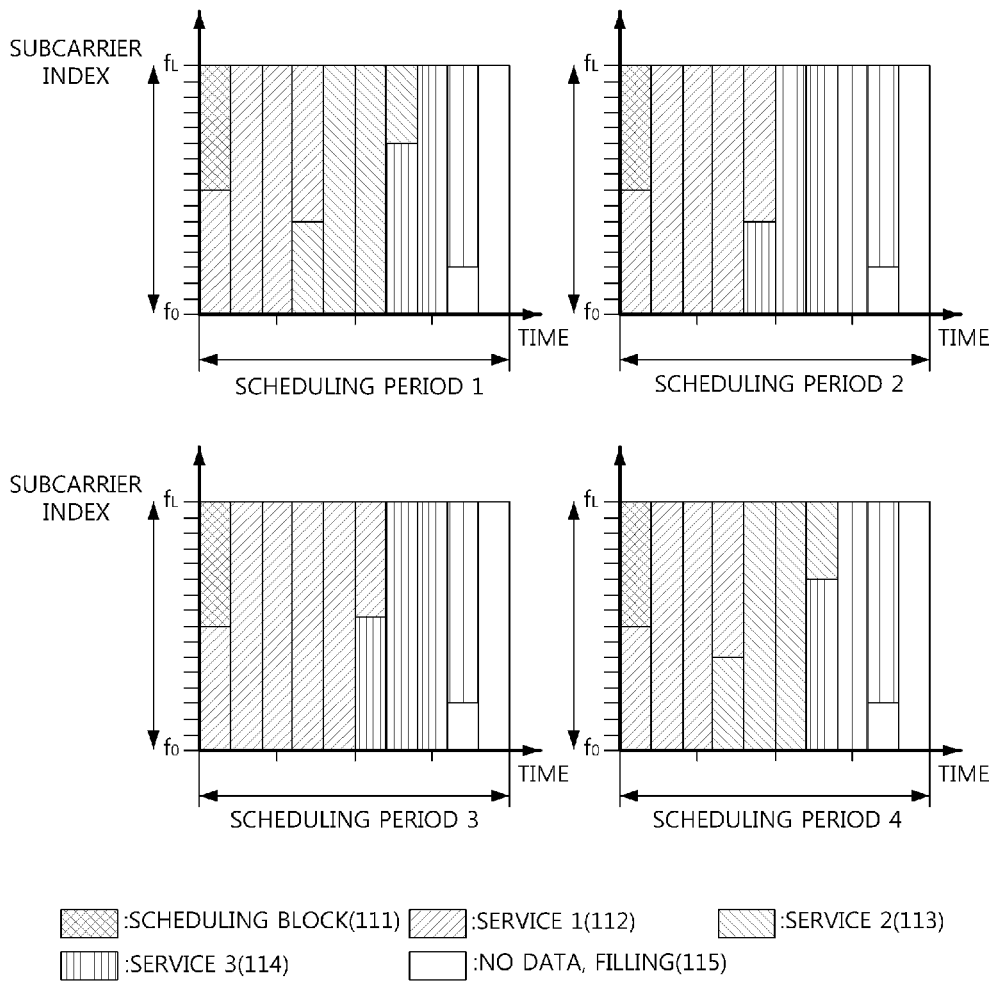 SUBCARRIER
INDEX
fL
f0
TIME
SCHEDULING PERIOD 1
fL
f0
TIME
SCHEDULING PERIOD 2
SUBCARRIER
INDEX
fL
f0
TIME
SCHEDULING PERIOD 3
fL
f0
TIME
SCHEDULING PERIOD 4
:SCHEDULING BLOCK(111)
:SERVICE 1(112)
:SERVICE 2(113)
:SERVICE 3(114)
:NO DATA, FILLING(115)